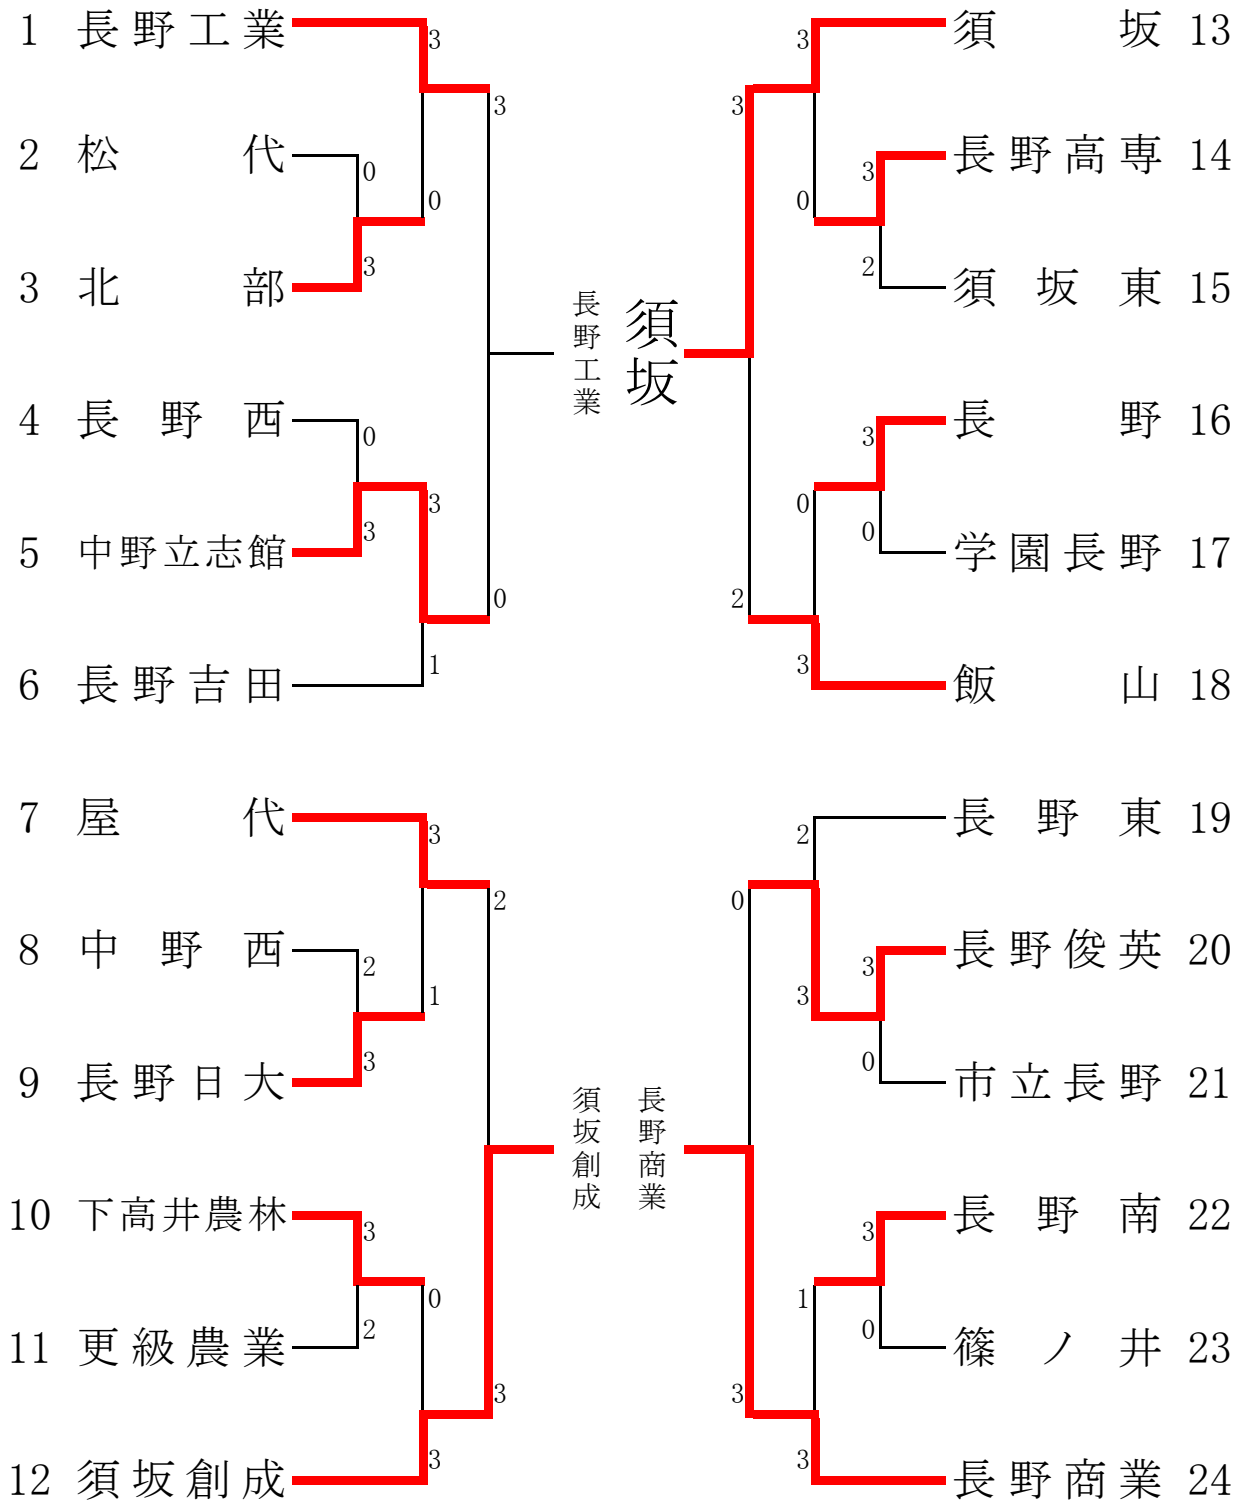 1 長野工業
3
3
2 松代
0
0
3
3 北部
4 長野西
0
3
3
5 中野立志館
0
1
6 長野吉田
7 屋代
3
2
8 中野西
2
1
3
9 長野日大
10 下高井農林
3
0
2
11 更級農業
3
3
12 須坂創成
長野工業
須坂
須坂創成
長野商業
須坂 13
3
3
長野高専 14
3
0
2
須坂東 15
長野 16
3
0
0
学園長野 17
2
3
飯山 18
長野東 19
2
0
長野俊英 20
3
3
0
市立長野 21
長野南 22
3
1
0
篠ノ井 23
3
3
長野商業 24